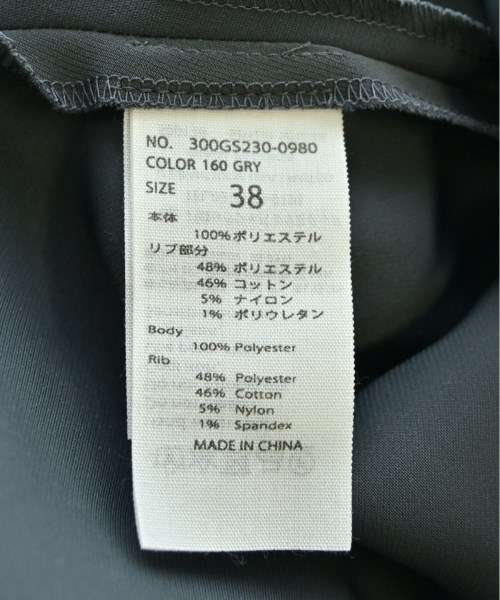 NO. 300GS230-0980
COLOR 160 GRY
SIZE 38
本体
100%ポリエステル
リブ部分
48% ポリエステル
46% コットン
5% ナイロン
1% ポリウレタン
Body
100% Polyester
Rib
48% Polyester
46% Cotton
5% Nylon
1% Spandex
MADE IN CHINA